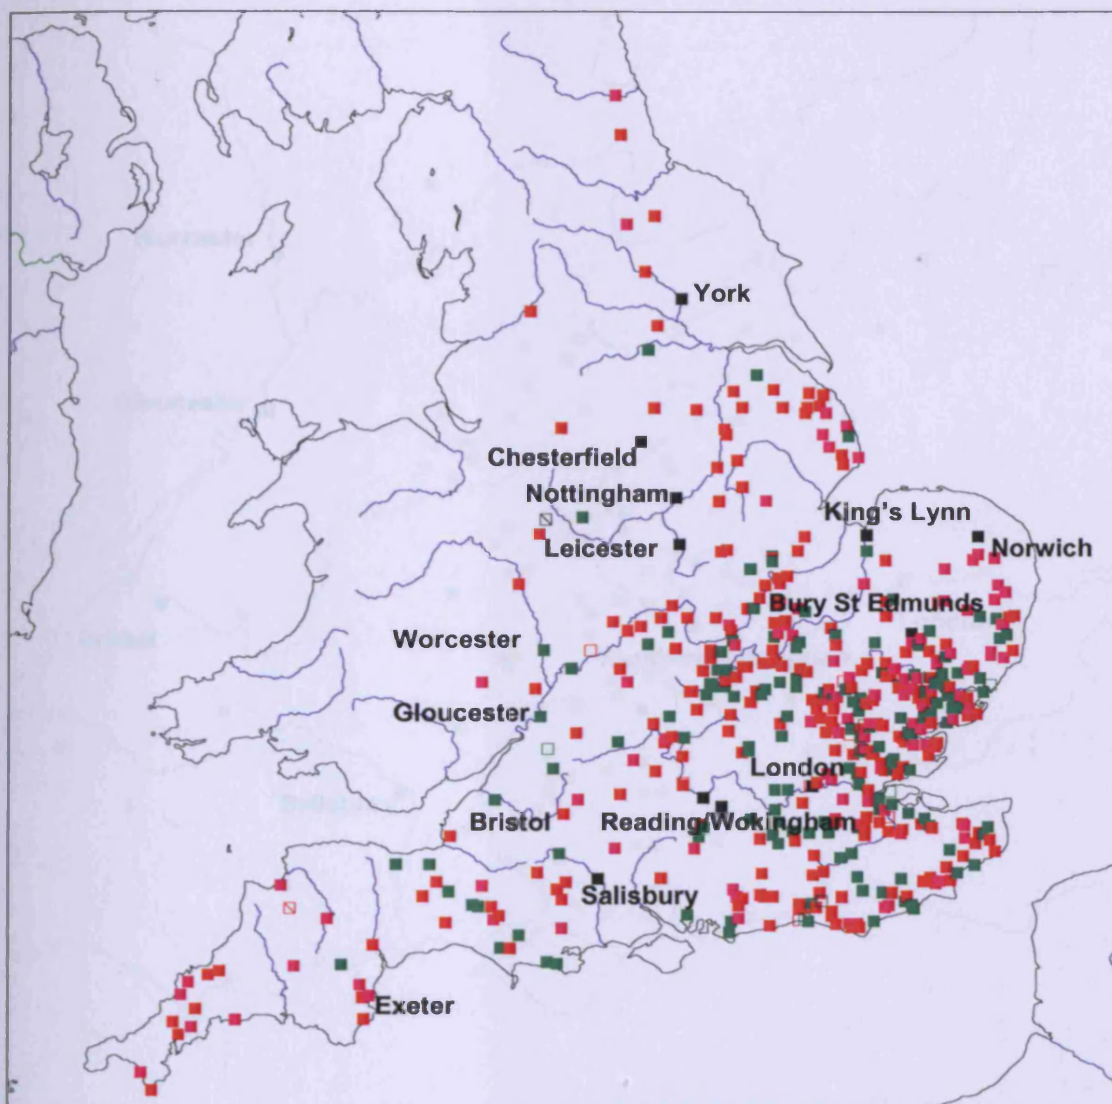 York
Chesterfield
Nottingham
King's Lynn
Leicester
Norwich
Bury St Edmunds
Worcester
Gloucester
London
Bristol
Reading/Wokingham
Salisbury
Exeter